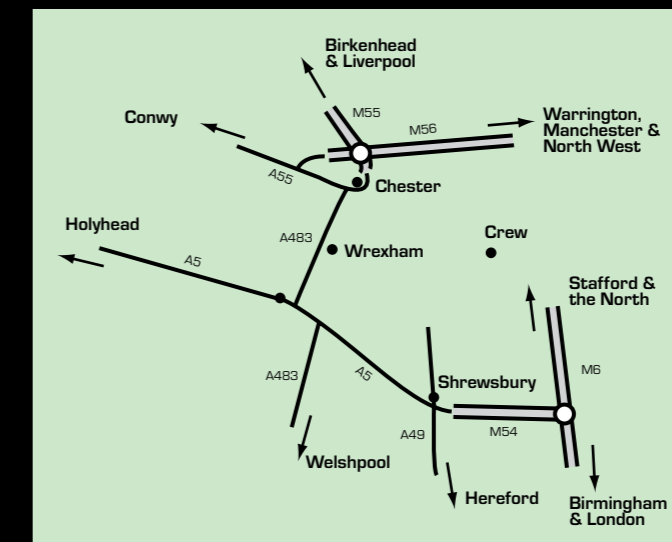 Birkenhead
& Liverpool
M55
Conwy
M56
Warrington,
Manchester &
North West
A55
Chester
Holyhead
A5
A483
Wrexham
Crew
Stafford &
the North
A483
A5
Shrewsbury
M6
A49
M54
Welshpool
Hereford
Birmingham
& London